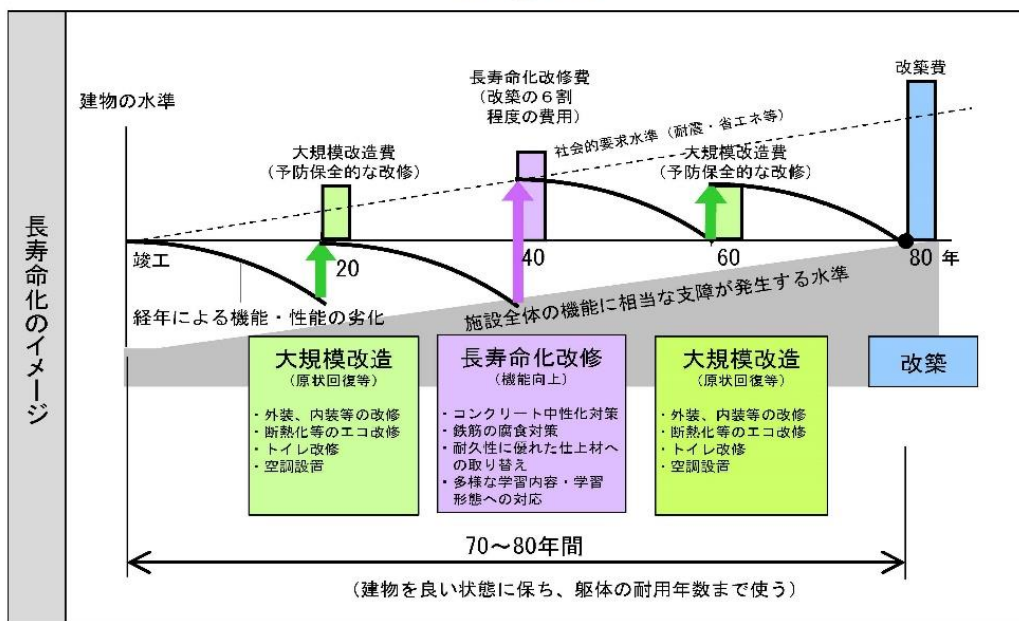 長寿命化のイメージ
建物の水準
長寿命化改修費
(改築の6割
程度の費用)
改築費
社会的要求水準(耐震・省エネ等)
大規模改造費
(予防保全的な改修)
大規模改造費
(予防保全的な改修)
竣工
20
40
60
80 年
経年による機能・性能の劣化
施設全体の機能に相当な支障が発生する水準
大規模改造
(原状回復等)
・外装、内装等の改修
・断熱化等のエコ改修
・トイレ改修
・空調設置
長寿命化改修
(機能向上)
・コンクリート中性化対策
・鉄筋の腐食対策
・耐久性に優れた仕上材へ
の取り替え
・多様な学習内容・学習
形態への対応
大規模改造
(原状回復等)
・外装、内装等の改修
・断熱化等のエコ改修
・トイレ改修
・空調設置
改築
70～80年間
(建物を良い状態に保ち、躯体の耐用年数まで使う)